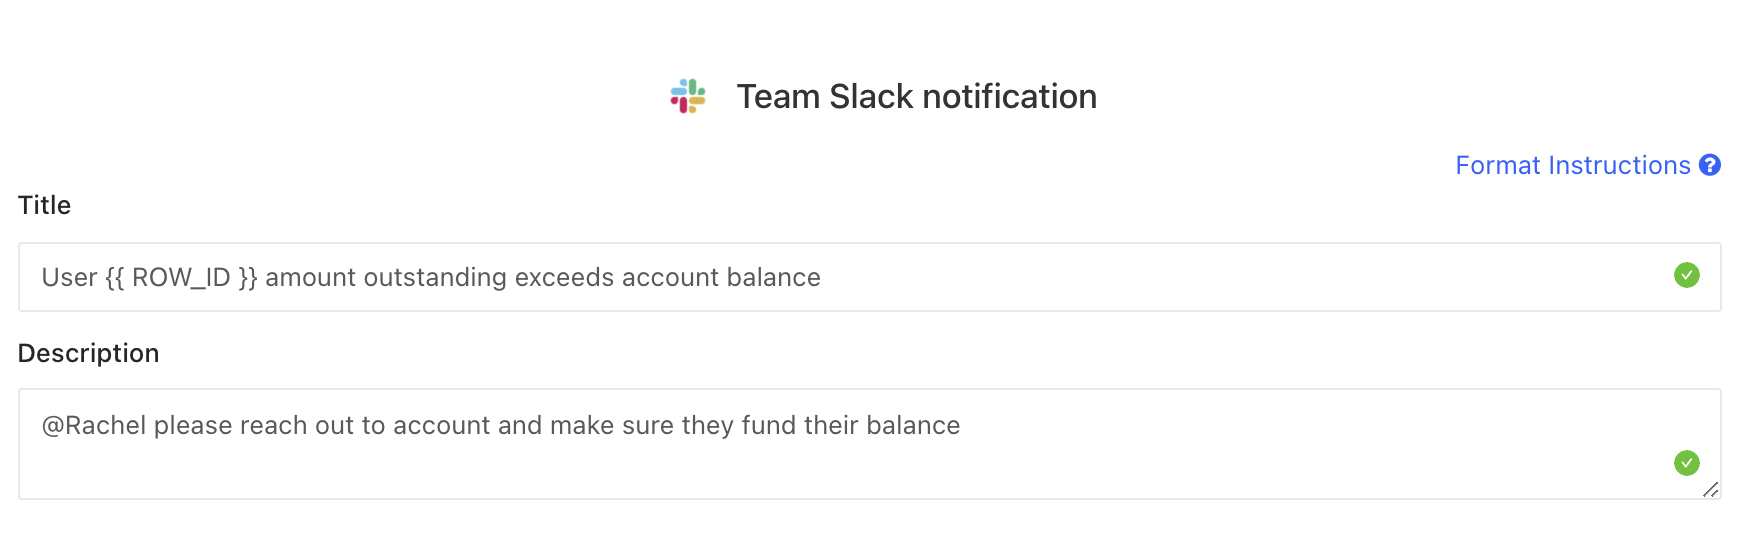 Team Slack notification
Format Instructions ?
Title
User {{ ROW_ID }} amount outstanding exceeds account balance
Description
@Rachel please reach out to account and make sure they fund their balance